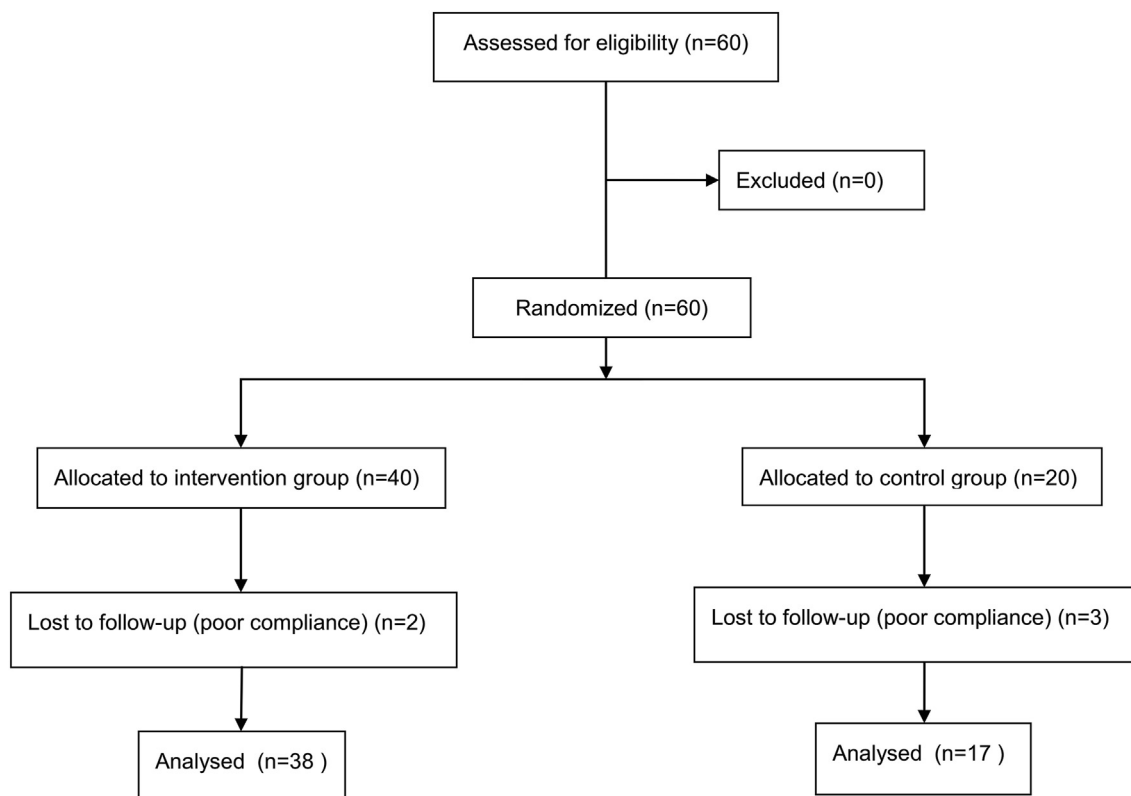 Assessed for eligibility (n=60)
Excluded (n=0)
Randomized (n=60)
Allocated to intervention group (n=40)
Allocated to control group (n=20)
Lost to follow-up (poor compliance) (n=2)
Lost to follow-up (poor compliance) (n=3)
Analysed (n=38 )
Analysed (n=17 )